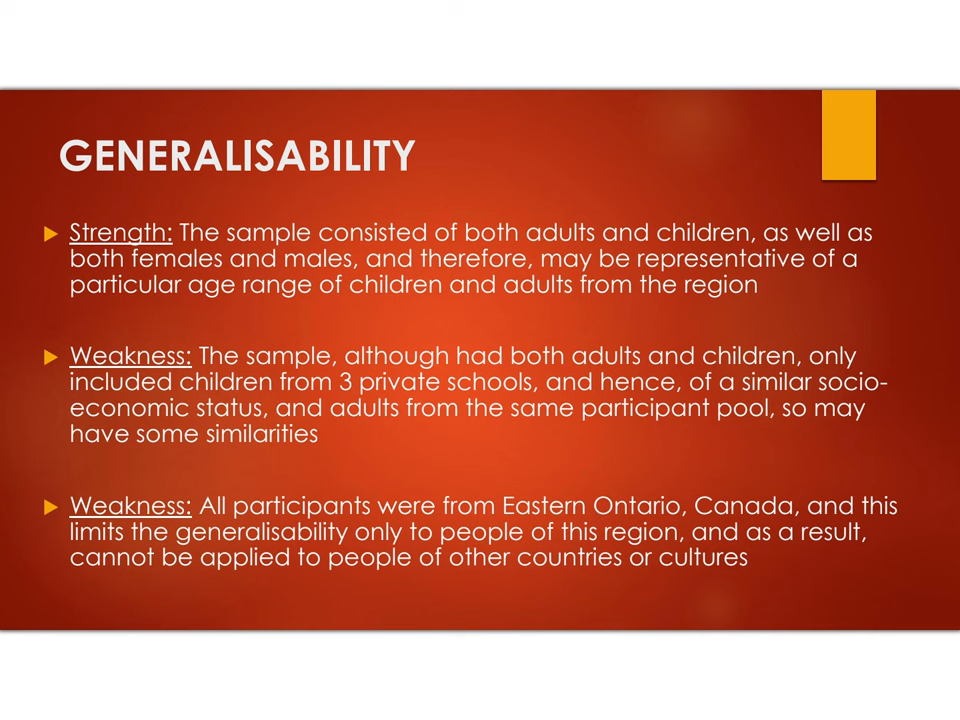 GENERALISABILITY
Strength: The sample consisted of both adults and children, as well as
both females and males, and therefore, may be representative of a
particular age range of children and adults from the region
Weakness: The sample, although had both adults and children, only
included children from 3 private schools, and hence, of a similar socio-
economic status, and adults from the same participant pool, so may
have some similarities
Weakness: All participants were from Eastern Ontario, Canada, and this
limits the generalisability only to people of this region, and as a result,
cannot be applied to people of other countries or cultures